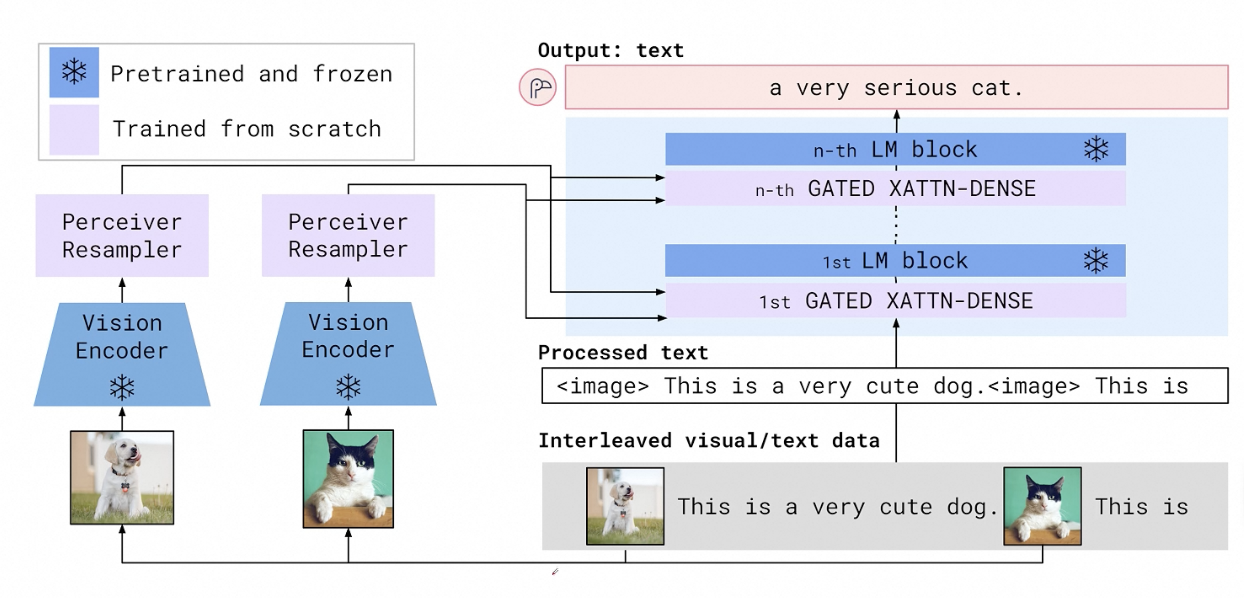 Pretrained and frozen
Trained from scratch
Perceiver
Resampler
Perceiver
Resampler
Vision
Encoder
Vision
Encoder
Output: text
a very serious cat.
n-th LM block
n-th GATED XATTN-DENSE
1st LM block
1st GATED XATTN-DENSE
Processed text
<image> This is a very cute dog.<image> This is
Interleaved visual/text data
This is a very cute dog. This is